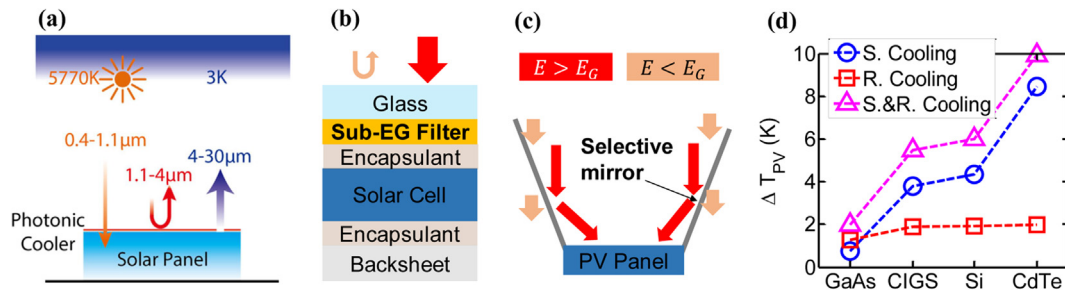 (a)
5770K
3K
0.4-1.1μm
1.1-4μm
4-30μm
Photonic
Cooler
Solar Panel
(b)
Glass
Sub-EG Filter
Encapsulant
Solar Cell
Encapsulant
Backsheet
(c)
E > E_G
E < E_G
Selective
mirror
PV Panel
(d)
S. Cooling
R. Cooling
S.&R. Cooling
Δ T_PV (K)
10
8
6
4
2
0
GaAs CIGS Si CdTe